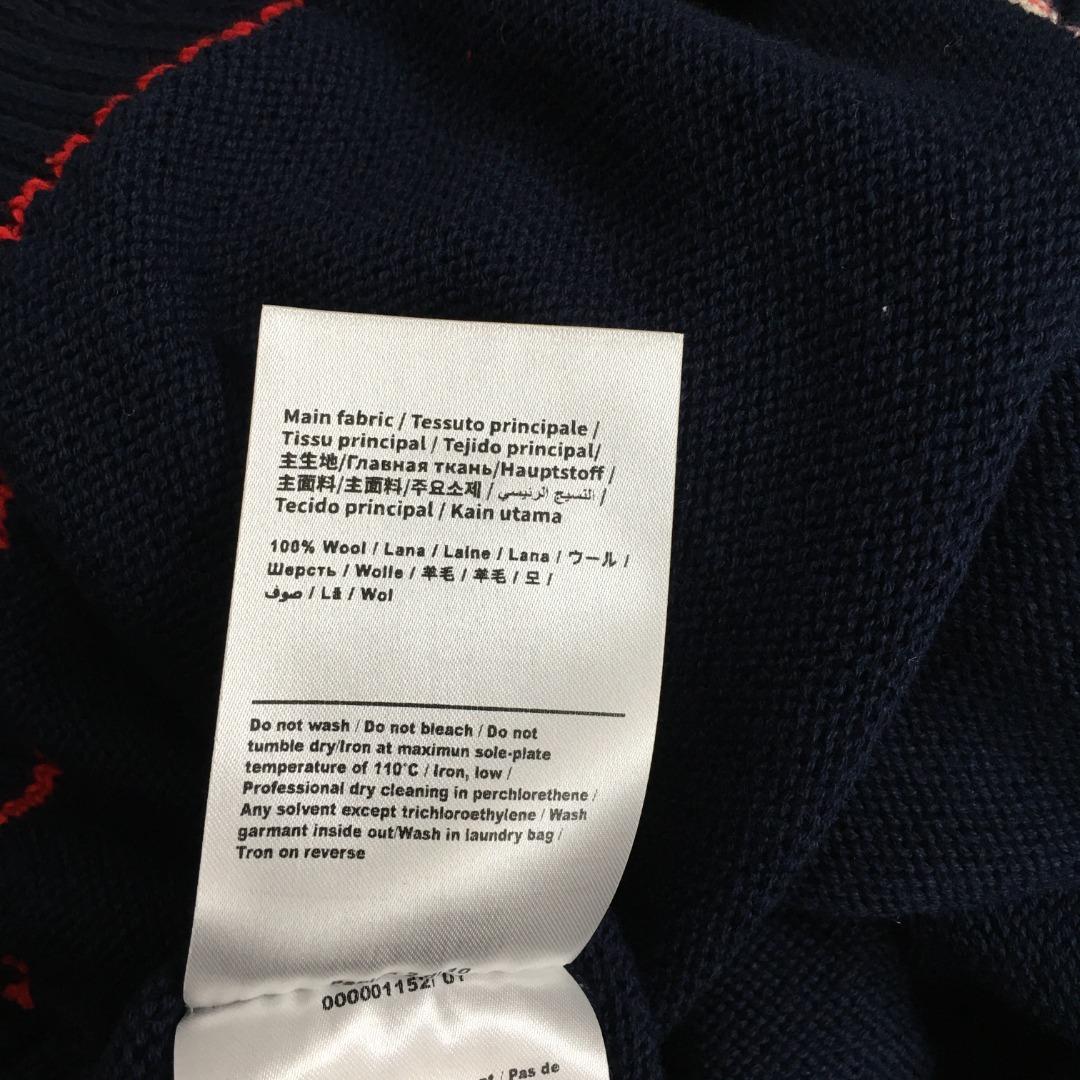 Main fabric / Tessuto principale /
Tissu principal / Tejido principal/
主生地/Главная ткань/Hauptstoff /
主面料/主面料/주요소제 / النسيج الرئيسي /
Tecido principal / Kain utama
100% Wool / Lana / Laine / Lana / ウール /
Шерсть / Wolle / 羊毛 / 羊毛 / 모 /
صوف / Lã / Wol
Do not wash / Do not bleach / Do not
tumble dry/Iron at maximun sole-plate
temperature of 110°C / Iron, low /
Professional dry cleaning in perchlorethene /
Any solvent except trichloroethylene / Wash
garmant inside out/Wash in laundry bag /
Tron on reverse
/ Pas de